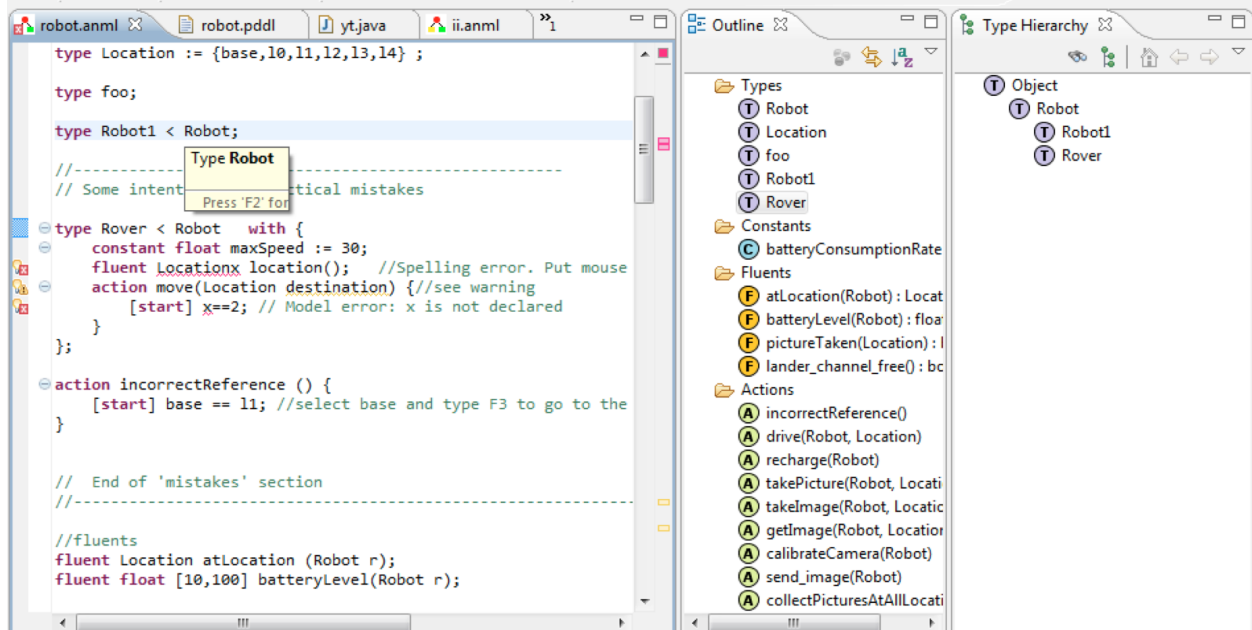 robot.anml
robot.pddl
yt.java
ii.anml
»1
type Location := {base,l0,l1,l2,l3,l4} ;
type foo;
type Robot1 < Robot;
Type Robot
Press 'F2' for
//-----------------------------------------------------
// Some intent
ctical mistakes
type Rover < Robot   with {
constant float maxSpeed := 30;
fluent Locationx location();   //Spelling error. Put mouse
action move(Location destination) {//see warning
[start] x==2; // Model error: x is not declared
}
};
action incorrectReference () {
[start] base == l1; //select base and type F3 to go to the
}
//  End of 'mistakes' section
//-------------------------------------------------------------
//fluents
fluent Location atLocation (Robot r);
fluent float [10,100] batteryLevel(Robot r);
Outline
Types
Robot
Location
foo
Robot1
Rover
Constants
batteryConsumptionRate
Fluents
atLocation(Robot) : Locat
batteryLevel(Robot) : floa
pictureTaken(Location) :
lander_channel_free() : bc
Actions
incorrectReference()
drive(Robot, Location)
recharge(Robot)
takePicture(Robot, Locati
takeImage(Robot, Locatic
getImage(Robot, Location
calibrateCamera(Robot)
send_image(Robot)
collectPicturesAtAllLocati
Type Hierarchy
Object
Robot
Robot1
Rover